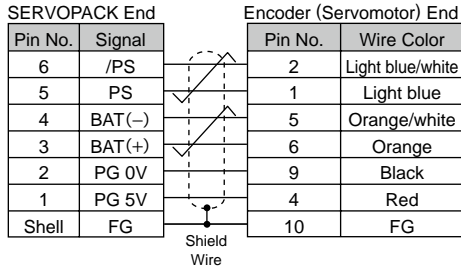 SERVOPACK End Encoder (Servomotor) End
Pin No. Signal Pin No. Wire Color
6 /PS 2 Light blue/white
5 PS 1 Light blue
4 BAT(−) 5 Orange/white
3 BAT(+) 6 Orange
2 PG 0V 9 Black
1 PG 5V 4 Red
Shell FG 10 FG
Shield
Wire